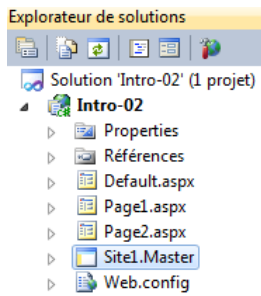 Explorateur de solutions
Solution 'Intro-02' (1 projet)
Intro-02
Properties
Références
Default.aspx
Page1.aspx
Page2.aspx
Site1.Master
Web.config